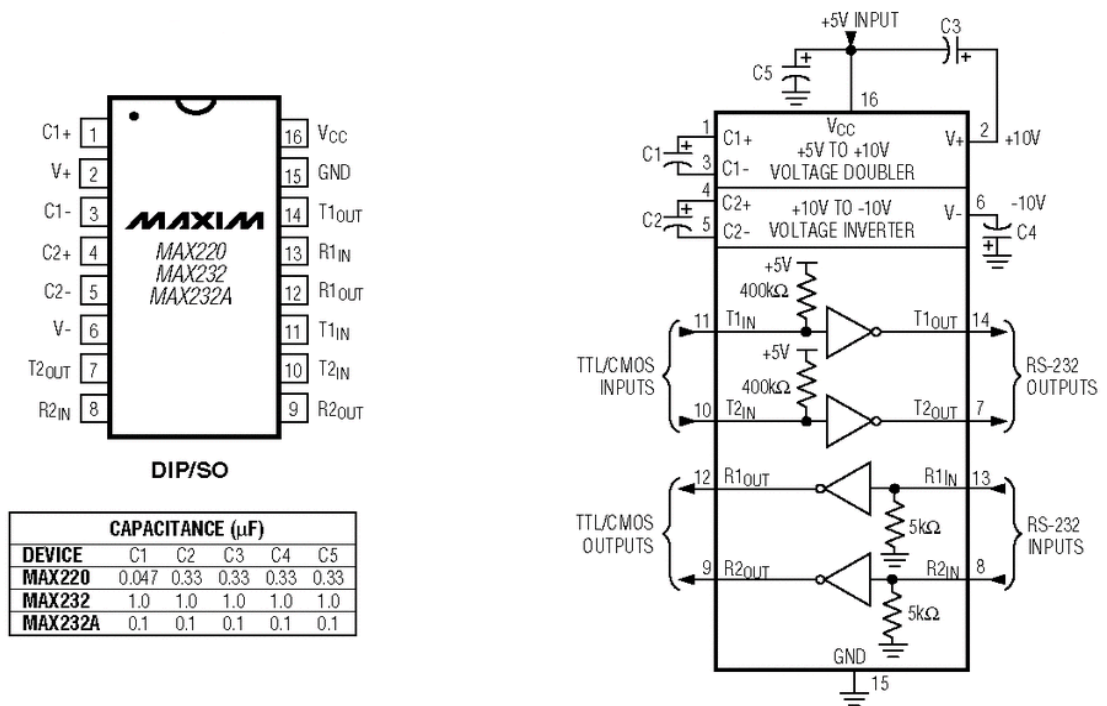 C1+ 1
V+ 2
C1- 3
C2+ 4
C2- 5
V- 6
T2OUT 7
R2IN 8
MAXIM
MAX220
MAX232
MAX232A
16 VCC
15 GND
14 T1OUT
13 R1IN
12 R1OUT
11 T1IN
10 T2IN
9 R2OUT
DIP/SO
CAPACITANCE (µF)
DEVICE C1 C2 C3 C4 C5
MAX220 0.047 0.33 0.33 0.33 0.33
MAX232 1.0 1.0 1.0 1.0 1.0
MAX232A 0.1 0.1 0.1 0.1 0.1
+5V INPUT
C3
C5
+
+
16
VCC
1
C1+
+5V TO +10V
VOLTAGE DOUBLER
V+
2
+10V
C1
+
3
C1-
4
C2+
+10V TO -10V
VOLTAGE INVERTER
V-
6
-10V
C2
+
5
C2-
C4
+
+5V
400kΩ
11
T1IN
T1OUT
14
TTL/CMOS
INPUTS
+5V
400kΩ
RS-232
OUTPUTS
10
T2IN
T2OUT
7
12
R1OUT
R1IN
13
TTL/CMOS
OUTPUTS
5kΩ
RS-232
INPUTS
9
R2OUT
R2IN
8
5kΩ
GND
15